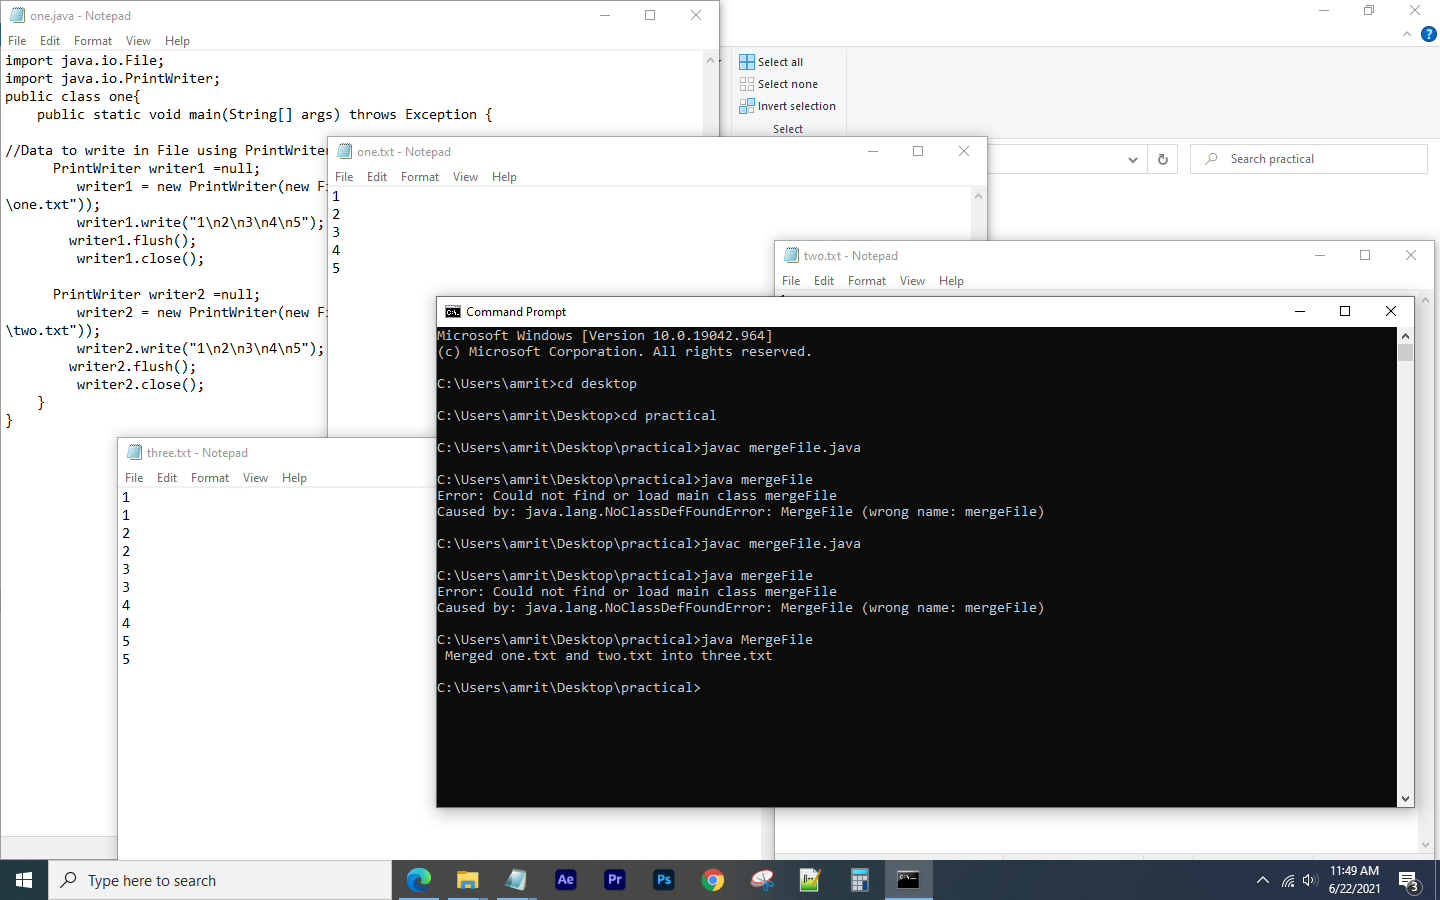 one.java - Notepad
File Edit Format View Help
import java.io.File;
import java.io.PrintWriter;
public class one{
    public static void main(String[] args) throws Exception {
//Data to write in File using PrintWriter
      PrintWriter writer1 =null;
         writer1 = new PrintWriter(new Fi
\one.txt"));
         writer1.write("1\n2\n3\n4\n5");
        writer1.flush();
         writer1.close();
      PrintWriter writer2 =null;
         writer2 = new PrintWriter(new Fi
\two.txt"));
         writer2.write("1\n2\n3\n4\n5");
        writer2.flush();
         writer2.close();
    }
}
Select all
Select none
Invert selection
Select
Search practical
one.txt - Notepad
File Edit Format View Help
1
2
3
4
5
two.txt - Notepad
File Edit Format View Help
three.txt - Notepad
File Edit Format View Help
1
1
2
2
3
3
4
4
5
5
Command Prompt
Microsoft Windows [Version 10.0.19042.964]
(c) Microsoft Corporation. All rights reserved.
C:\Users\amrit>cd desktop
C:\Users\amrit\Desktop>cd practical
C:\Users\amrit\Desktop\practical>javac mergeFile.java
C:\Users\amrit\Desktop\practical>java mergeFile
Error: Could not find or load main class mergeFile
Caused by: java.lang.NoClassDefFoundError: MergeFile (wrong name: mergeFile)
C:\Users\amrit\Desktop\practical>javac mergeFile.java
C:\Users\amrit\Desktop\practical>java mergeFile
Error: Could not find or load main class mergeFile
Caused by: java.lang.NoClassDefFoundError: MergeFile (wrong name: mergeFile)
C:\Users\amrit\Desktop\practical>java MergeFile
 Merged one.txt and two.txt into three.txt
C:\Users\amrit\Desktop\practical>
Type here to search
Ae
Pr
Ps
11:49 AM
6/22/2021
3